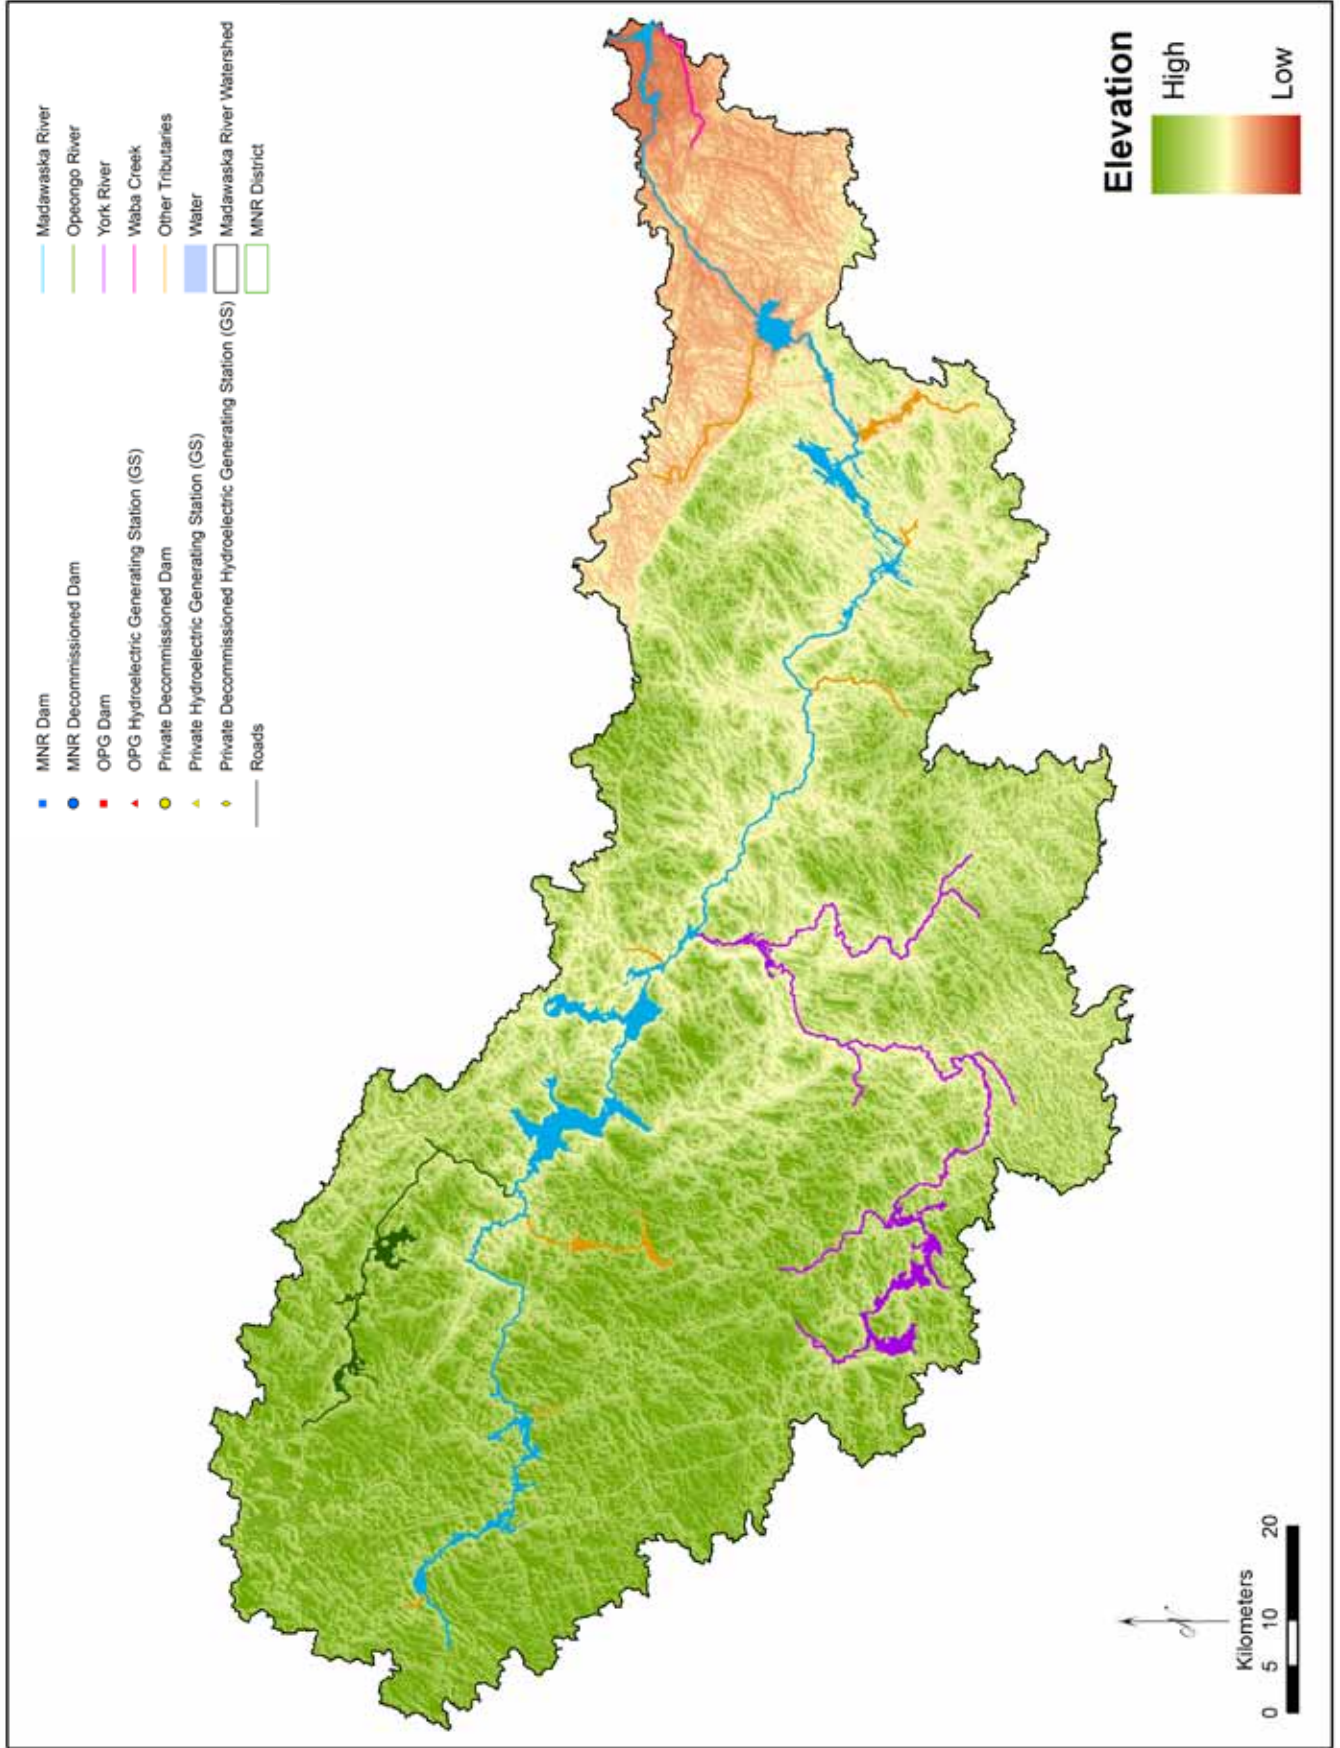 MNR Dam
MNR Decommissioned Dam
OPG Dam
OPG Hydroelectric Generating Station (GS)
Private Decommissioned Dam
Private Hydroelectric Generating Station (GS)
Private Decommissioned Hydroelectric Generating Station (GS)
Roads
Madawaska River
Opeongo River
York River
Waba Creek
Other Tributaries
Water
Madawaska River Watershed
MNR District
Kilometers
0 5 10 20
N
Elevation
High
Low